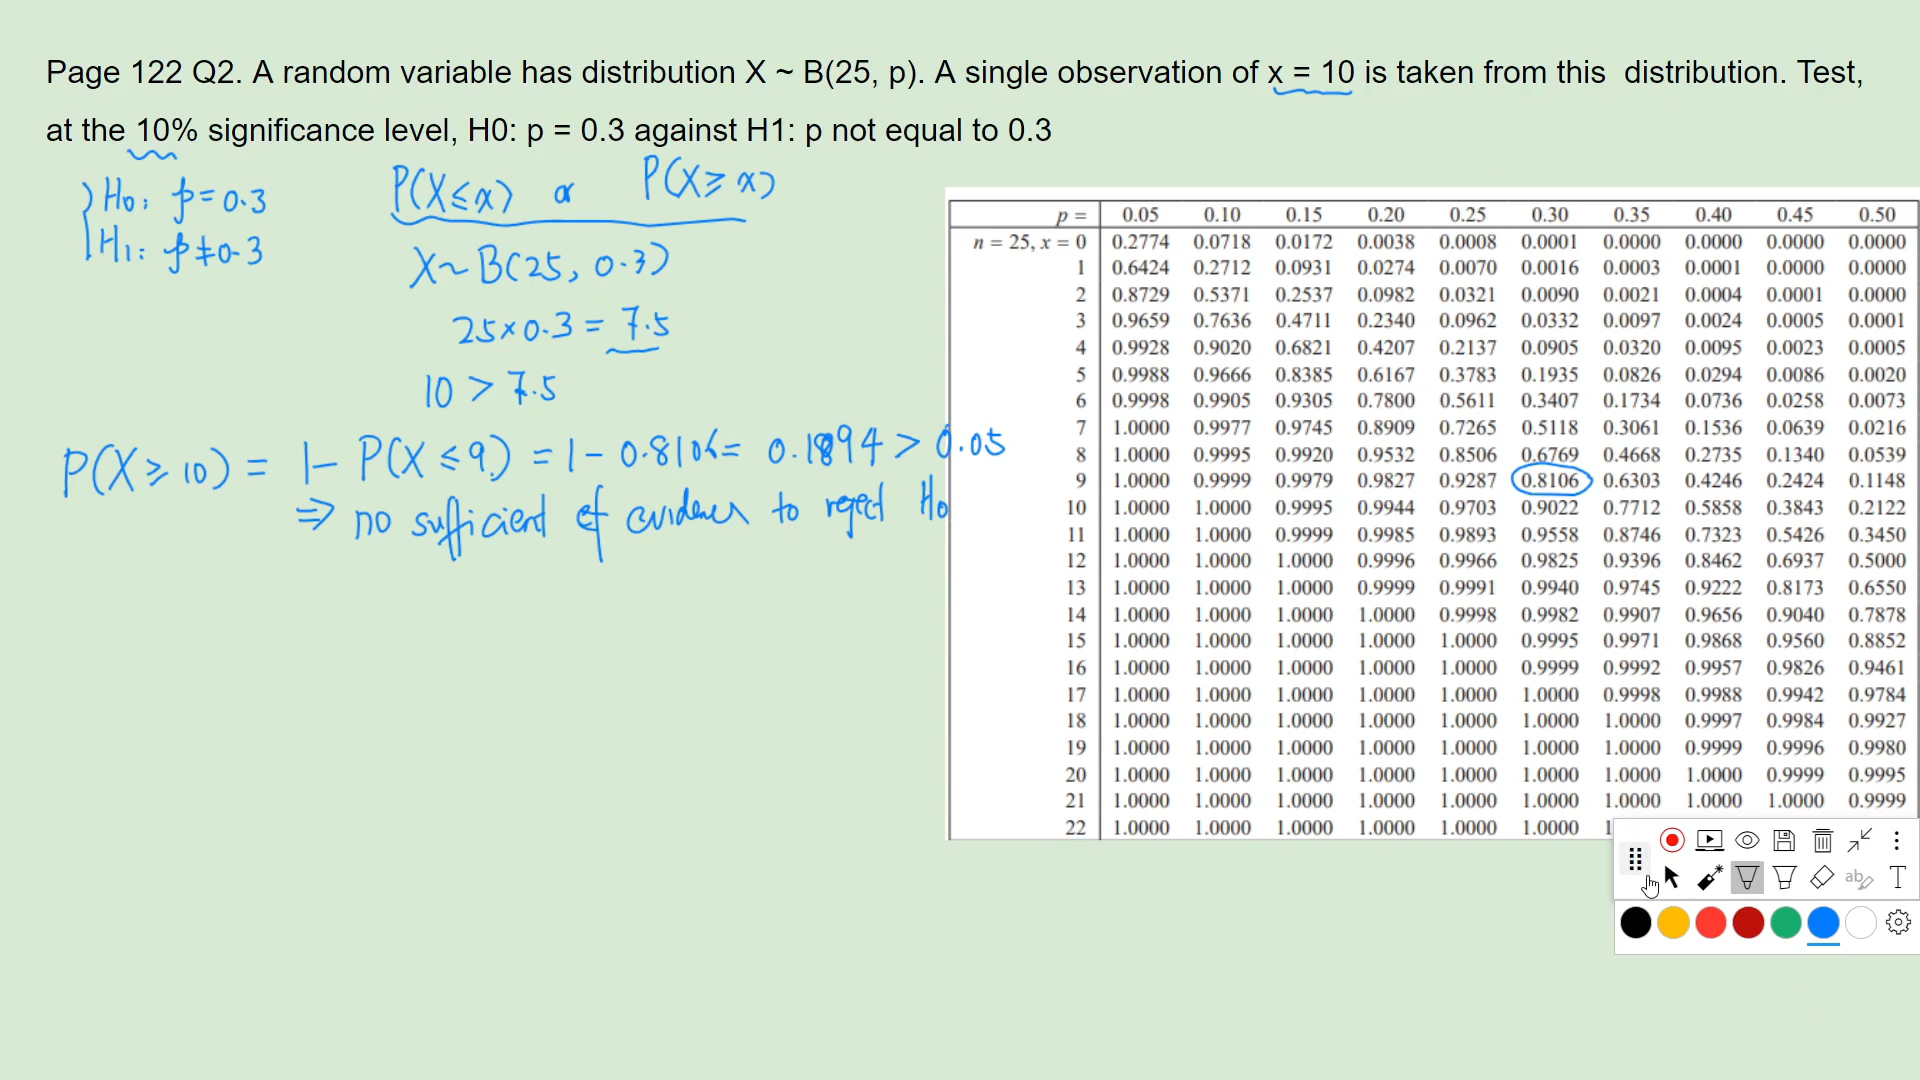 Page 122 Q2. A random variable has distribution X ~ B(25, p). A single observation of x = 10 is taken from this distribution. Test,
at the 10% significance level, H0: p = 0.3 against H1: p not equal to 0.3
H0: p=0.3
H1: p≠0.3
P(X≤x) or P(X≥x)
X~B(25, 0.3)
25×0.3 = 7.5
10 > 7.5
P(X≥10) = 1- P(X≤9) = 1- 0.8106 = 0.1894 > 0.05
⇒ no sufficient of evidence to reject H0
p = 0.05 0.10 0.15 0.20 0.25 0.30 0.35 0.40 0.45 0.50
n = 25, x = 0 0.2774 0.0718 0.0172 0.0038 0.0008 0.0001 0.0000 0.0000 0.0000 0.0000
1 0.6424 0.2712 0.0931 0.0274 0.0070 0.0016 0.0003 0.0001 0.0000 0.0000
2 0.8729 0.5371 0.2537 0.0982 0.0321 0.0090 0.0021 0.0004 0.0001 0.0000
3 0.9659 0.7636 0.4711 0.2340 0.0962 0.0332 0.0097 0.0024 0.0005 0.0001
4 0.9928 0.9020 0.6821 0.4207 0.2137 0.0905 0.0320 0.0095 0.0023 0.0005
5 0.9988 0.9666 0.8385 0.6167 0.3783 0.1935 0.0826 0.0294 0.0086 0.0020
6 0.9998 0.9905 0.9305 0.7800 0.5611 0.3407 0.1734 0.0736 0.0258 0.0073
7 1.0000 0.9977 0.9745 0.8909 0.7265 0.5118 0.3061 0.1536 0.0639 0.0216
8 1.0000 0.9995 0.9920 0.9532 0.8506 0.6769 0.4668 0.2735 0.1340 0.0539
9 1.0000 0.9999 0.9979 0.9827 0.9287 0.8106 0.6303 0.4246 0.2424 0.1148
10 1.0000 1.0000 0.9995 0.9944 0.9703 0.9022 0.7712 0.5858 0.3843 0.2122
11 1.0000 1.0000 0.9999 0.9985 0.9893 0.9558 0.8746 0.7323 0.5426 0.3450
12 1.0000 1.0000 1.0000 0.9996 0.9966 0.9825 0.9396 0.8462 0.6937 0.5000
13 1.0000 1.0000 1.0000 0.9999 0.9991 0.9940 0.9745 0.9222 0.8173 0.6550
14 1.0000 1.0000 1.0000 1.0000 0.9998 0.9982 0.9907 0.9656 0.9040 0.7878
15 1.0000 1.0000 1.0000 1.0000 1.0000 0.9995 0.9971 0.9868 0.9560 0.8852
16 1.0000 1.0000 1.0000 1.0000 1.0000 0.9999 0.9992 0.9957 0.9826 0.9461
17 1.0000 1.0000 1.0000 1.0000 1.0000 1.0000 0.9998 0.9988 0.9942 0.9784
18 1.0000 1.0000 1.0000 1.0000 1.0000 1.0000 1.0000 0.9997 0.9984 0.9927
19 1.0000 1.0000 1.0000 1.0000 1.0000 1.0000 1.0000 0.9999 0.9996 0.9980
20 1.0000 1.0000 1.0000 1.0000 1.0000 1.0000 1.0000 1.0000 0.9999 0.9995
21 1.0000 1.0000 1.0000 1.0000 1.0000 1.0000 1.0000 1.0000 1.0000 0.9999
22 1.0000 1.0000 1.0000 1.0000 1.0000 1.0000
ab
T